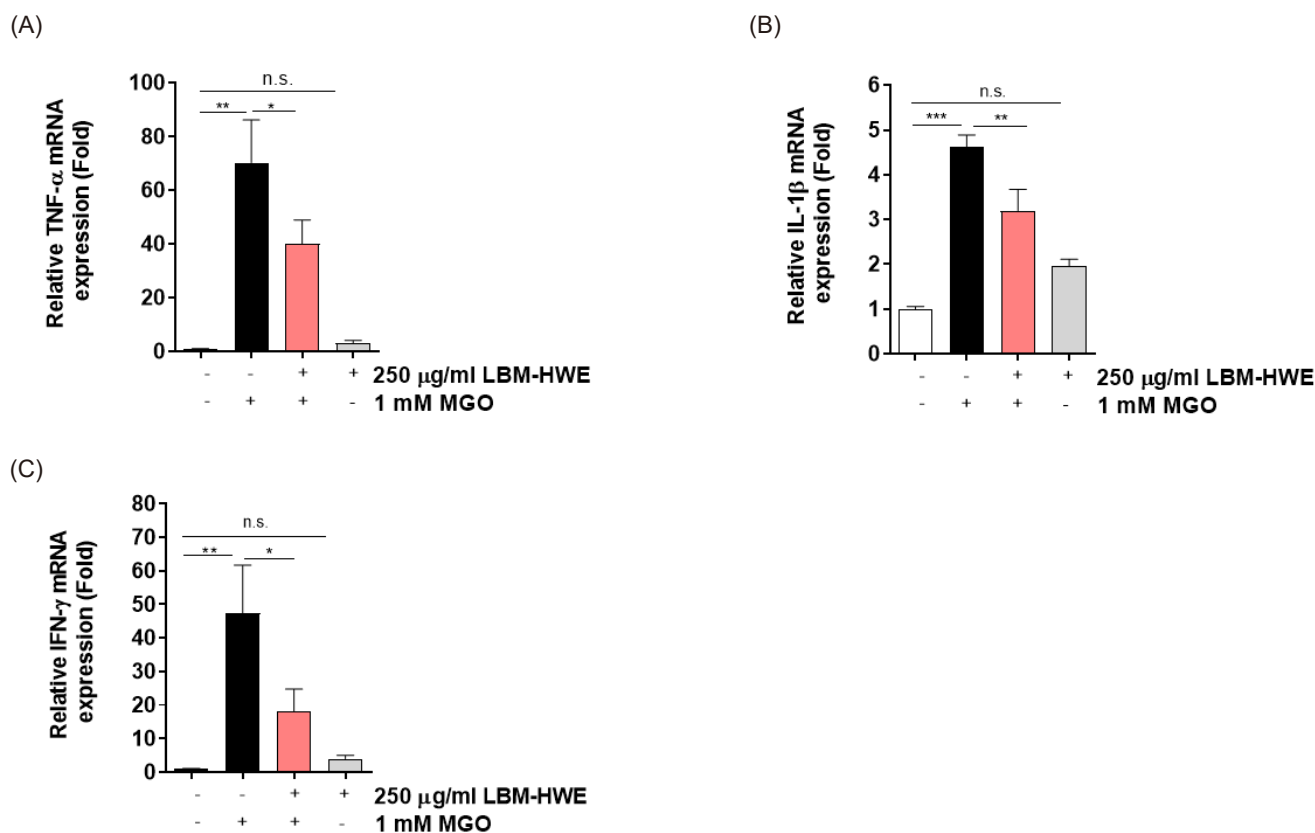 (A)
Relative TNF-α mRNA
expression (Fold)
100
80
60
40
20
0
n.s.
** *
- - + + 250 μg/ml LBM-HWE
- + + - 1 mM MGO
(B)
Relative IL-1β mRNA
expression (Fold)
6
5
4
3
2
1
0
n.s.
*** **
- - + + 250 μg/ml LBM-HWE
- + + - 1 mM MGO
(C)
Relative IFN-γ mRNA
expression (Fold)
80
70
60
50
40
30
20
10
0
n.s.
** *
- - + + 250 μg/ml LBM-HWE
- + + - 1 mM MGO